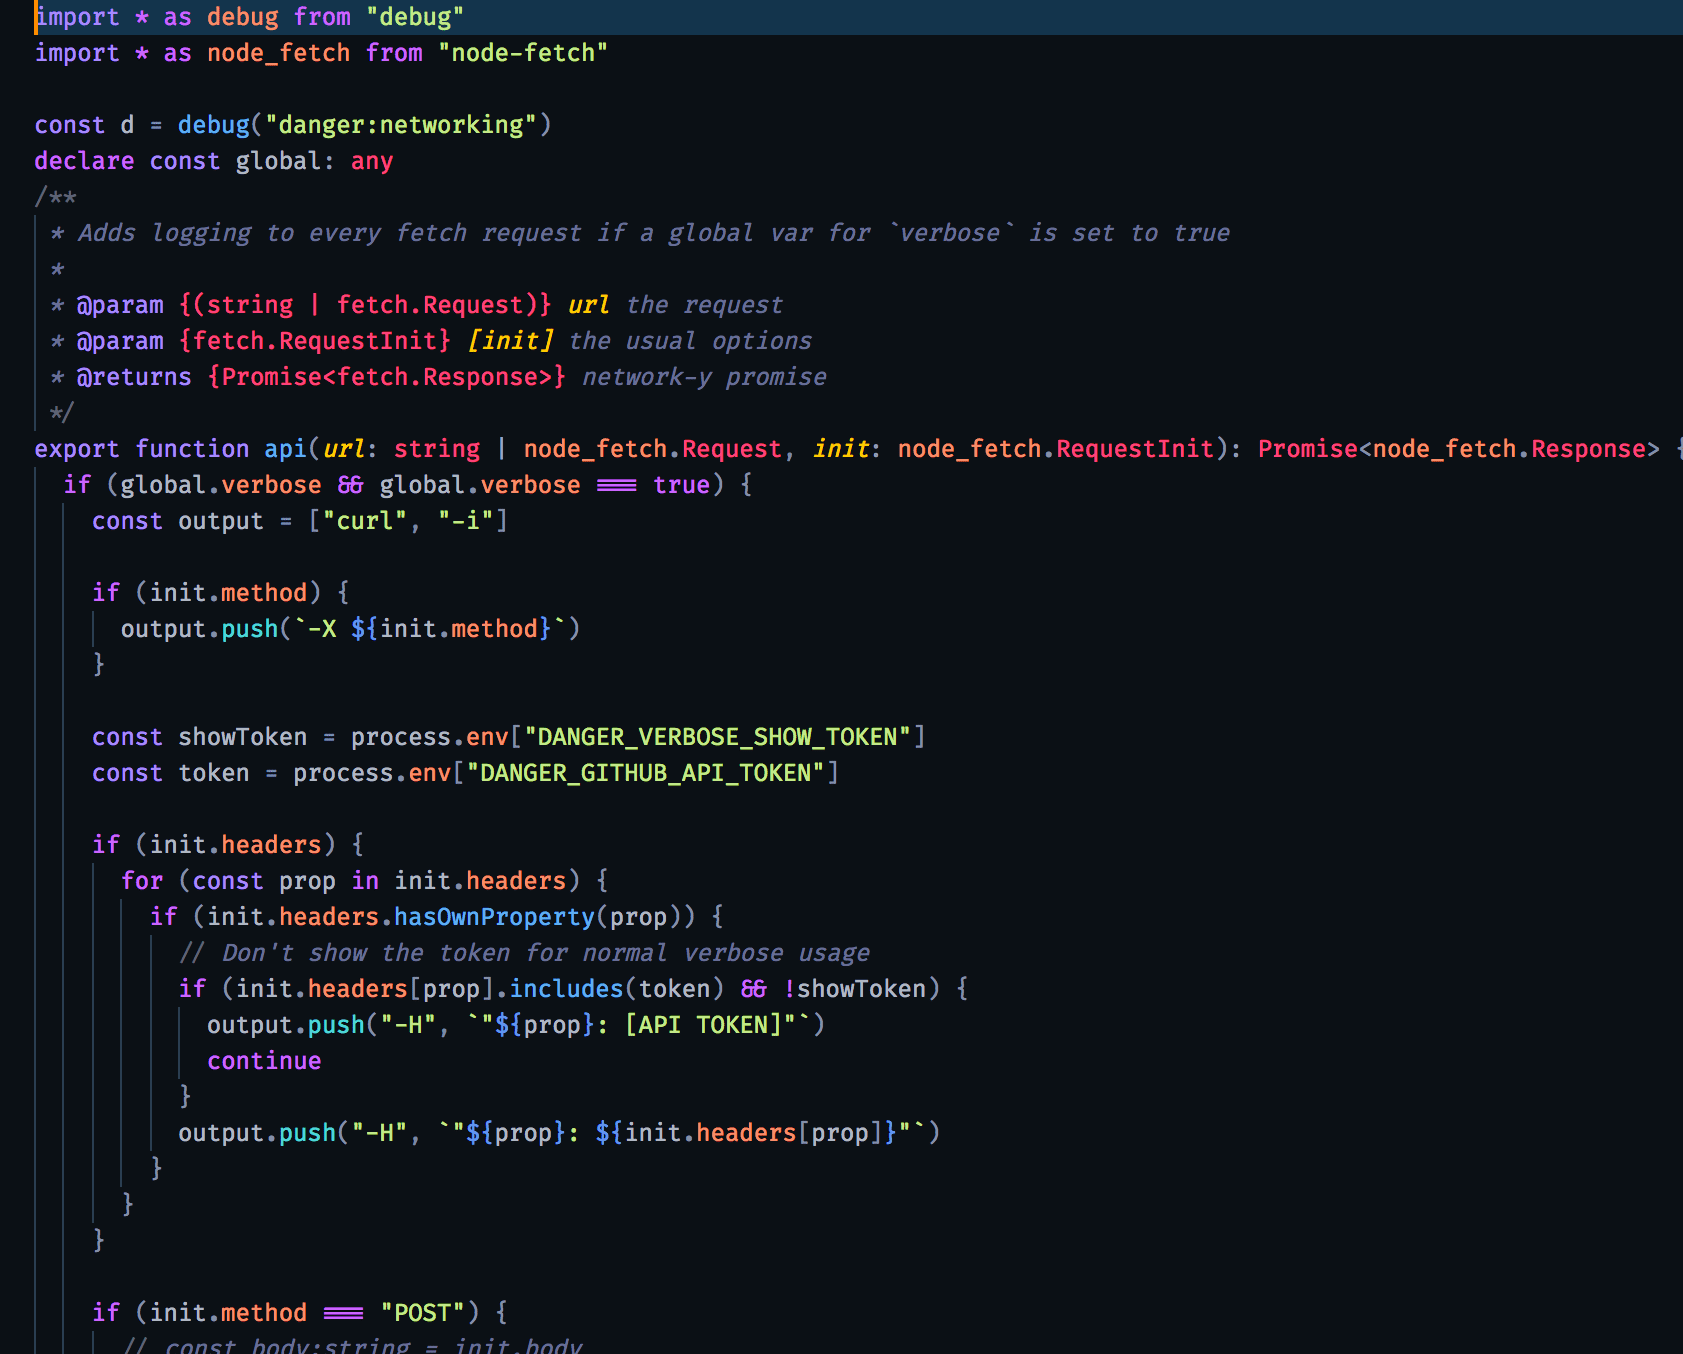 import * as debug from "debug"
import * as node_fetch from "node-fetch"
const d = debug("danger:networking")
declare const global: any
/**
* Adds logging to every fetch request if a global var for `verbose` is set to true
*
* @param {(string | fetch.Request)} url the request
* @param {fetch.RequestInit} [init] the usual options
* @returns {Promise<fetch.Response>} network-y promise
*/
export function api(url: string | node_fetch.Request, init: node_fetch.RequestInit): Promise<node_fetch.Response> {
if (global.verbose && global.verbose === true) {
const output = ["curl", "-i"]
if (init.method) {
output.push(`-X ${init.method}`)
}
const showToken = process.env["DANGER_VERBOSE_SHOW_TOKEN"]
const token = process.env["DANGER_GITHUB_API_TOKEN"]
if (init.headers) {
for (const prop in init.headers) {
if (init.headers.hasOwnProperty(prop)) {
// Don't show the token for normal verbose usage
if (init.headers[prop].includes(token) && !showToken) {
output.push("-H", `"${prop}: [API TOKEN]"`)
continue
}
output.push("-H", `"${prop}: ${init.headers[prop]}"`)
}
}
}
if (init.method === "POST") {
// const body:string = init.body